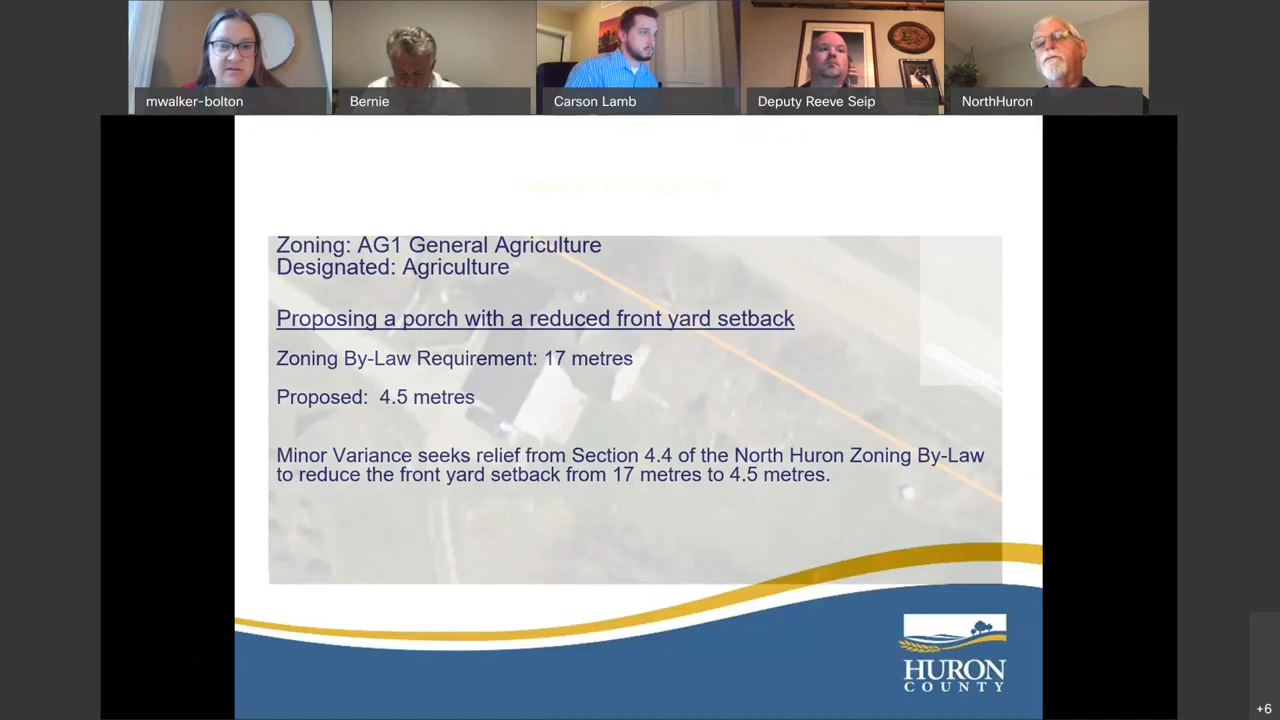 mwalker-bolton
Bernie
Carson Lamb
Deputy Reeve Seip
NorthHuron
Zoning: AG1 General Agriculture
Designated: Agriculture
Proposing a porch with a reduced front yard setback
Zoning By-Law Requirement: 17 metres
Proposed: 4.5 metres
Minor Variance seeks relief from Section 4.4 of the North Huron Zoning By-Law
to reduce the front yard setback from 17 metres to 4.5 metres.
HURON
COUNTY
+6